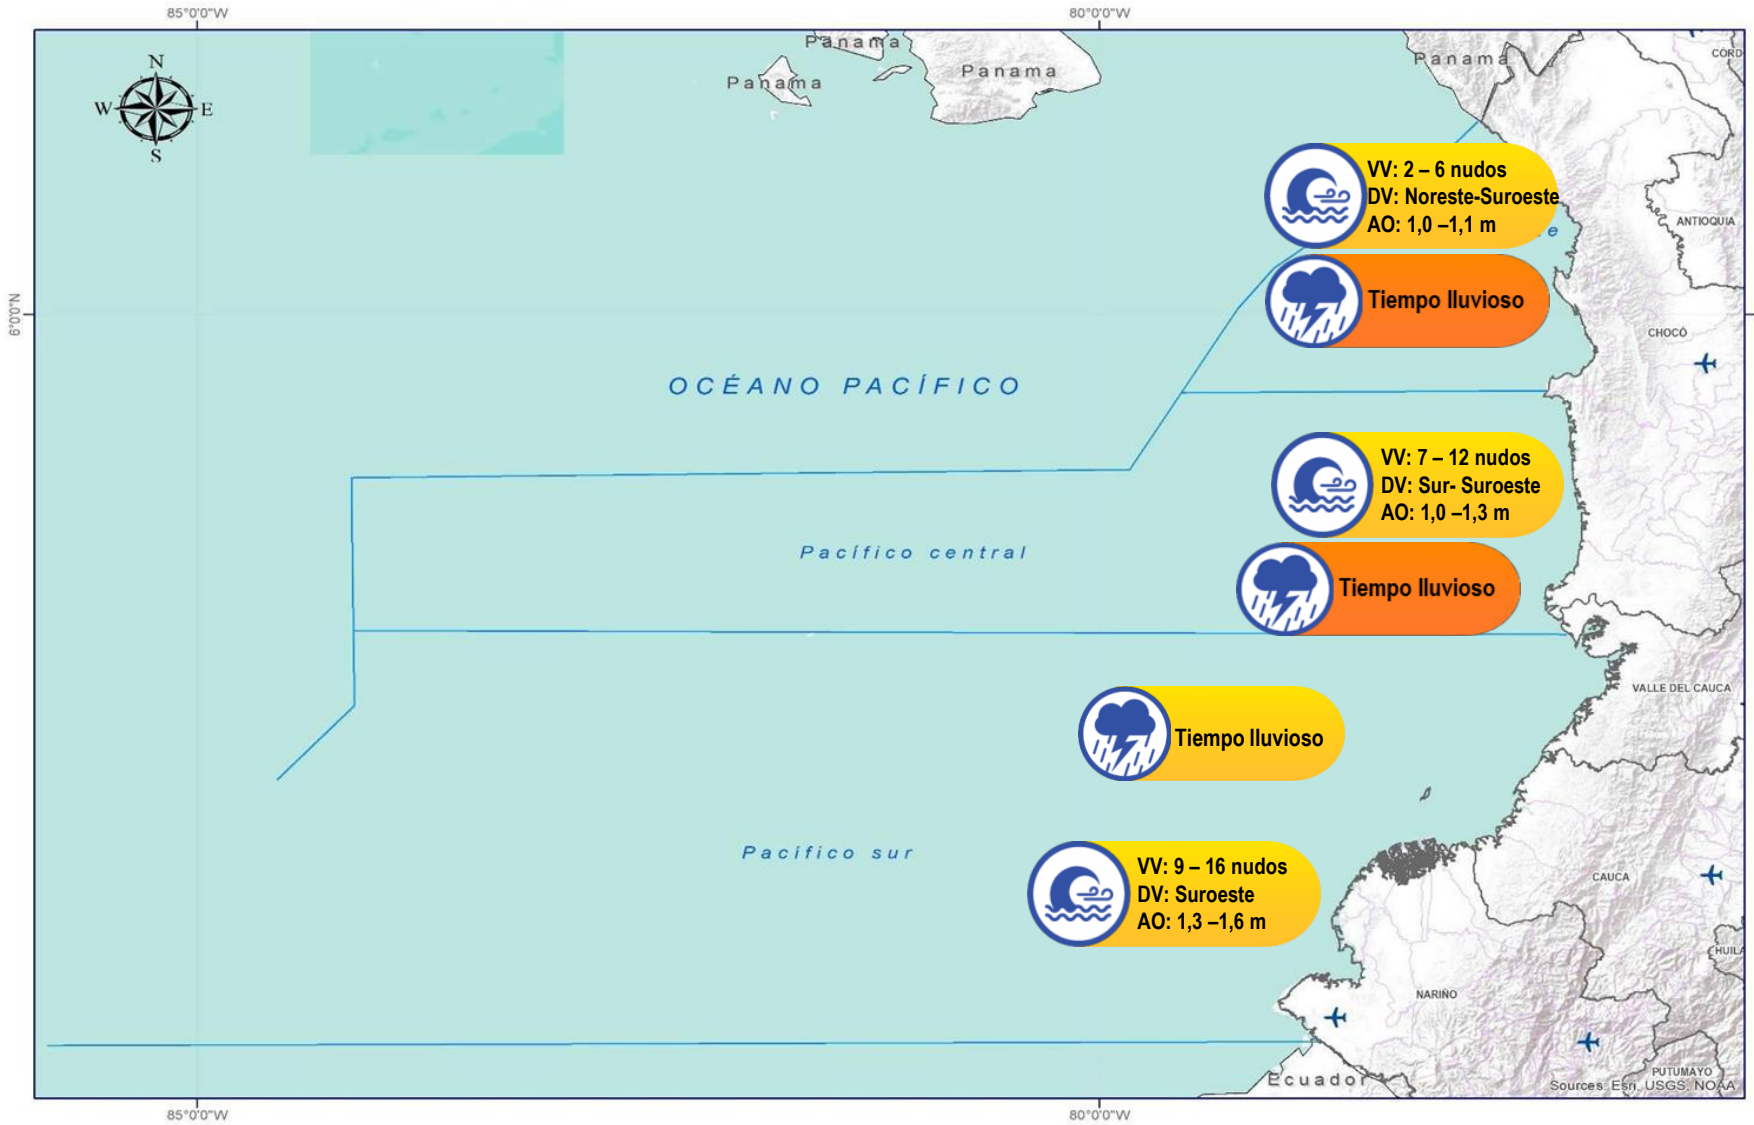 85°0'0"W
80°0'0"W
Panama
Panama
Panama
Panama
N
W
E
S
VV: 2 – 6 nudos
DV: Noreste-Suroeste
AO: 1,0 –1,1 m
ANTIOQUIA
Tiempo lluvioso
6°0'0"N
CHOCÓ
OCÉANO PACÍFICO
VV: 7 – 12 nudos
DV: Sur- Suroeste
AO: 1,0 –1,3 m
Pacífico central
Tiempo lluvioso
VALLE DEL CAUCA
Tiempo lluvioso
Pacífico sur
VV: 9 – 16 nudos
DV: Suroeste
AO: 1,3 –1,6 m
CAUCA
HUILA
NARIÑO
PUTUMAYO
Ecuador
Sources: Esri, USGS, NOAA
85°0'0"W
80°0'0"W